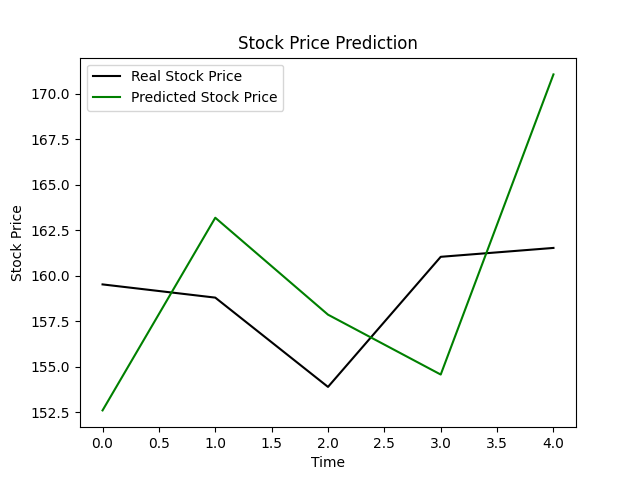 Stock Price Prediction
Real Stock Price
Predicted Stock Price
Stock Price
170.0
167.5
165.0
162.5
160.0
157.5
155.0
152.5
0.0 0.5 1.0 1.5 2.0 2.5 3.0 3.5 4.0
Time